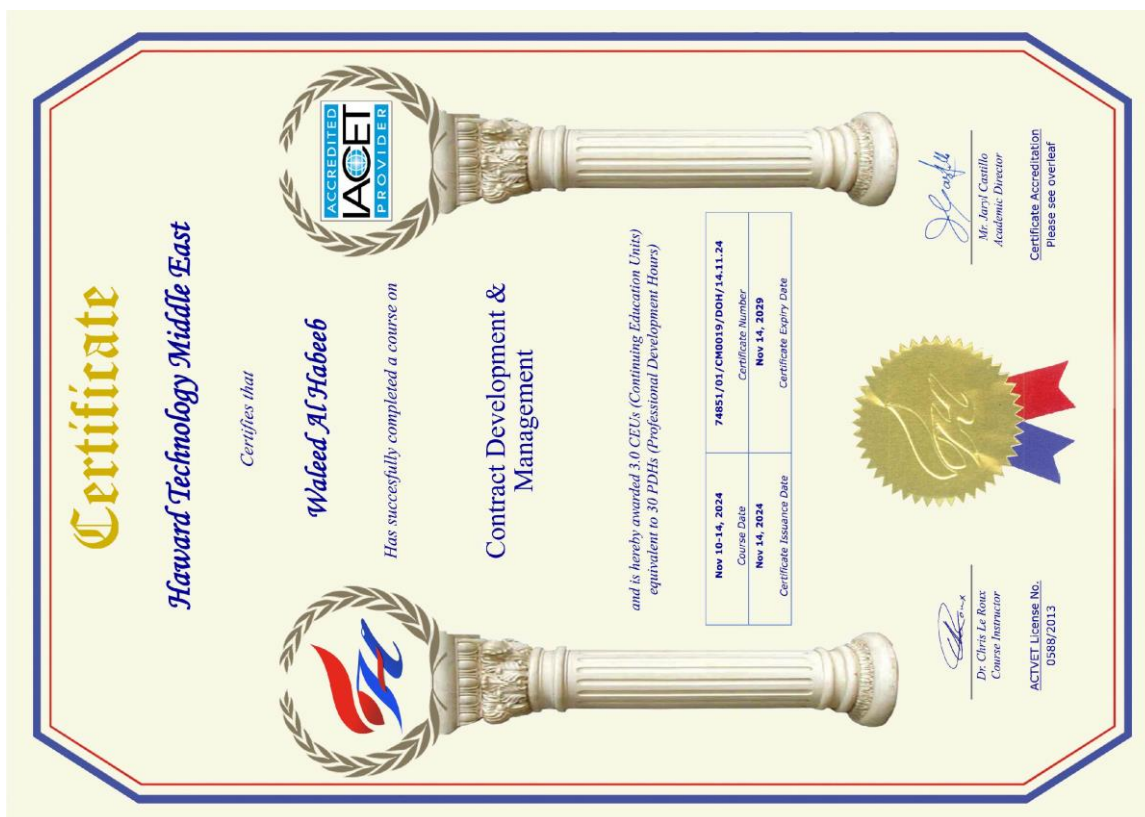 Certificate
Haward Technology Middle East
Certifies that
Waleed Al Habeeb
Has succesfully completed a course on
Contract Development &
Management
and is hereby awarded 3.0 CEUs (Continuing Education Units)
equivalent to 30 PDHs (Professional Development Hours)
Nov 10-14, 2024
Course Date
74851/01/CM0019/DOH/14.11.24
Certificate Number
Nov 14, 2024
Certificate Issuance Date
Nov 14, 2029
Certificate Expiry Date
ACCREDITED
IACET
PROVIDER
Dr. Chris Le Roux
Course Instructor
ACTVET License No.
0588/2013
Mr. Jaryl Castillo
Academic Director
Certificate Accreditation
Please see overleaf